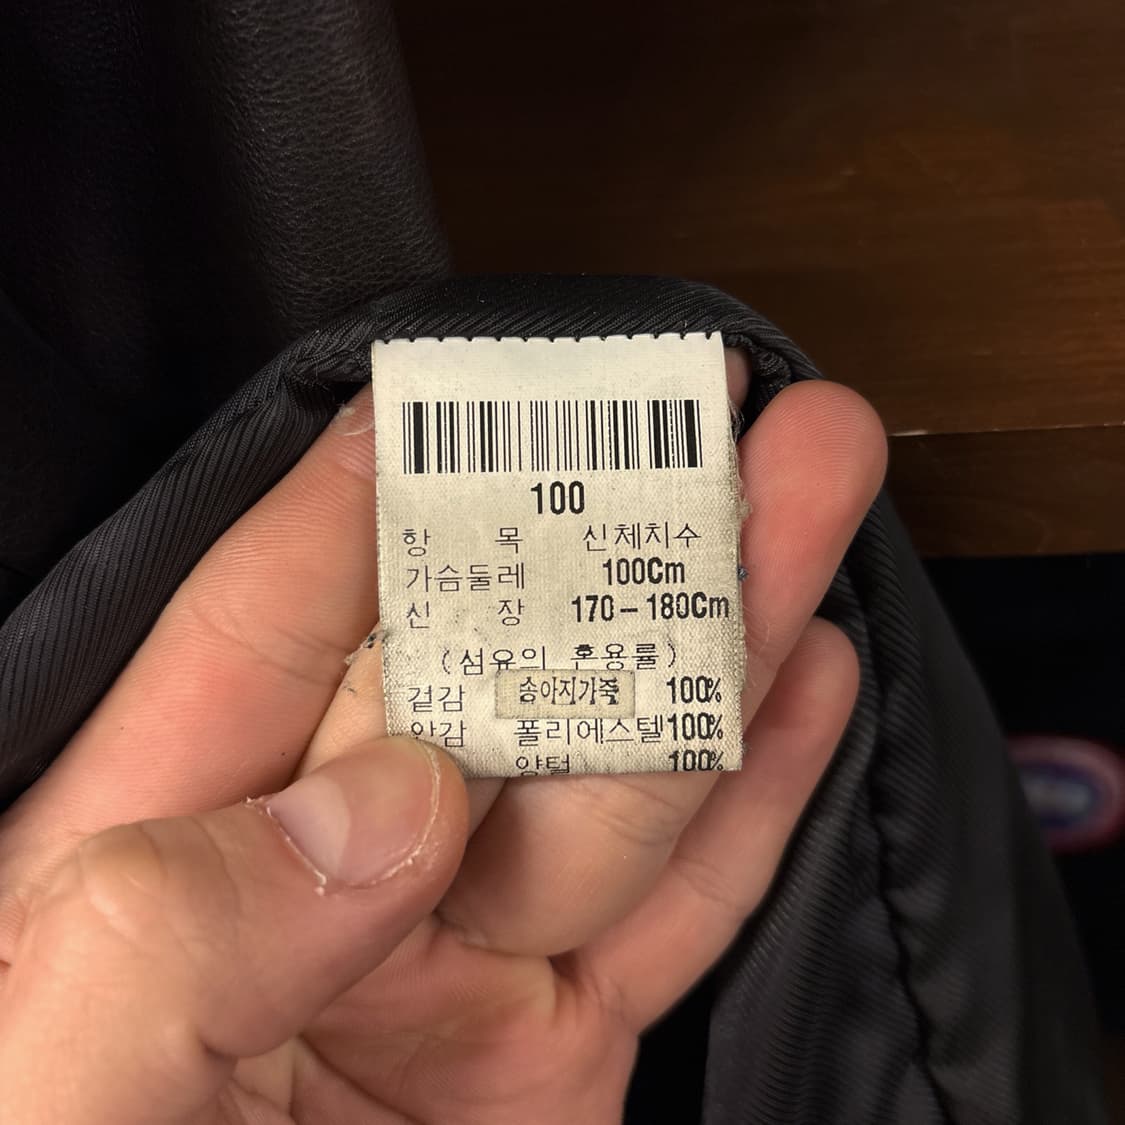 100
항 목 신체치수
가슴둘레 100Cm
신 장 170-180Cm
(섬유의 혼용률)
겉감 송아지가죽 100%
안감 폴리에스텔100%
양털 100%